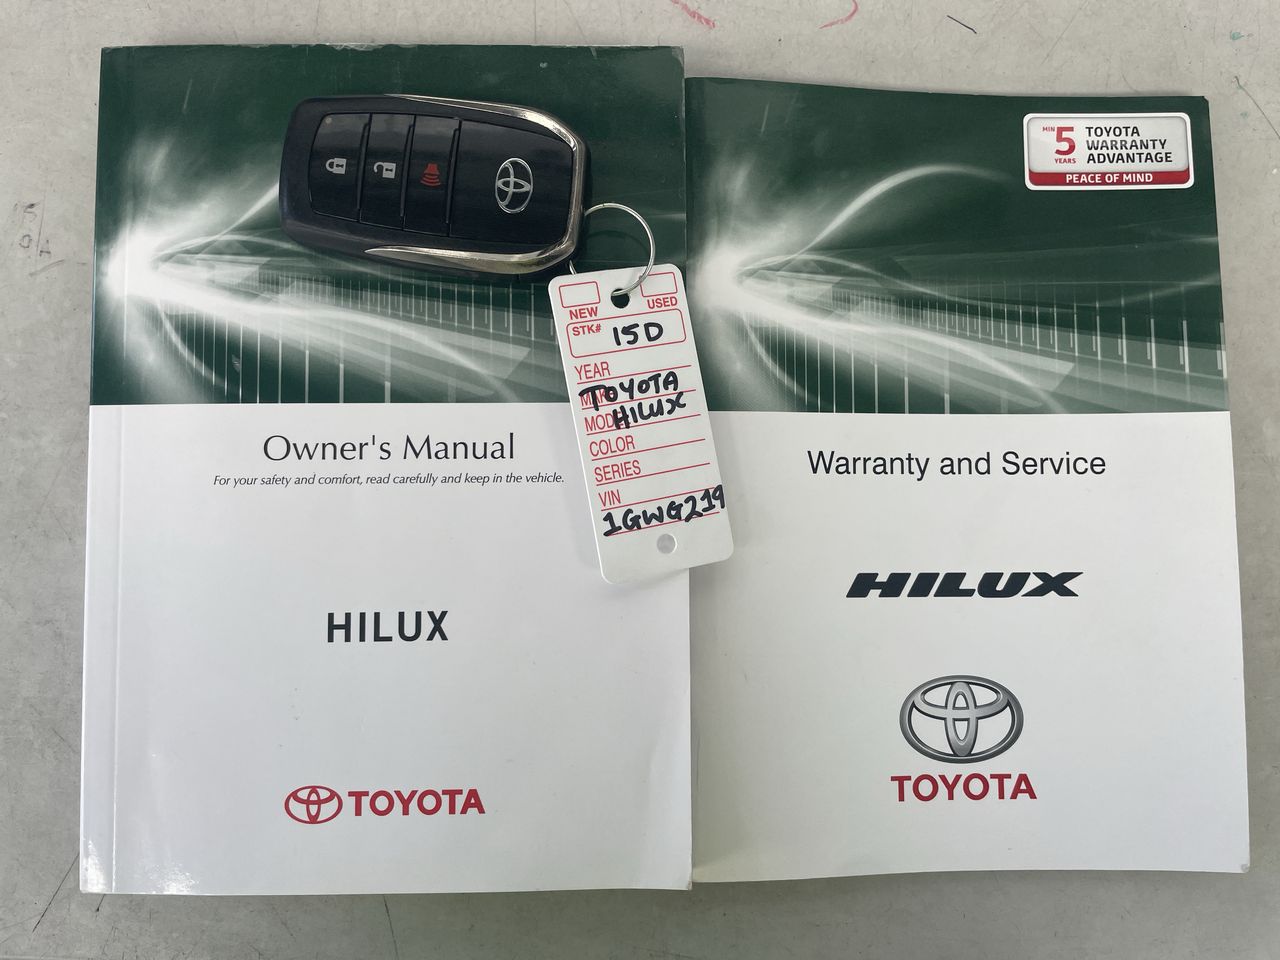 Owner's Manual
For your safety and comfort, read carefully and keep in the vehicle.
HILUX
TOYOTA
NEW USED
STK# 15D
YEAR
TOYOTA
HILUX
COLOR
SERIES
VIN
1GWG219
MIN 5 YEARS
TOYOTA
WARRANTY
ADVANTAGE
PEACE OF MIND
Warranty and Service
HILUX
TOYOTA